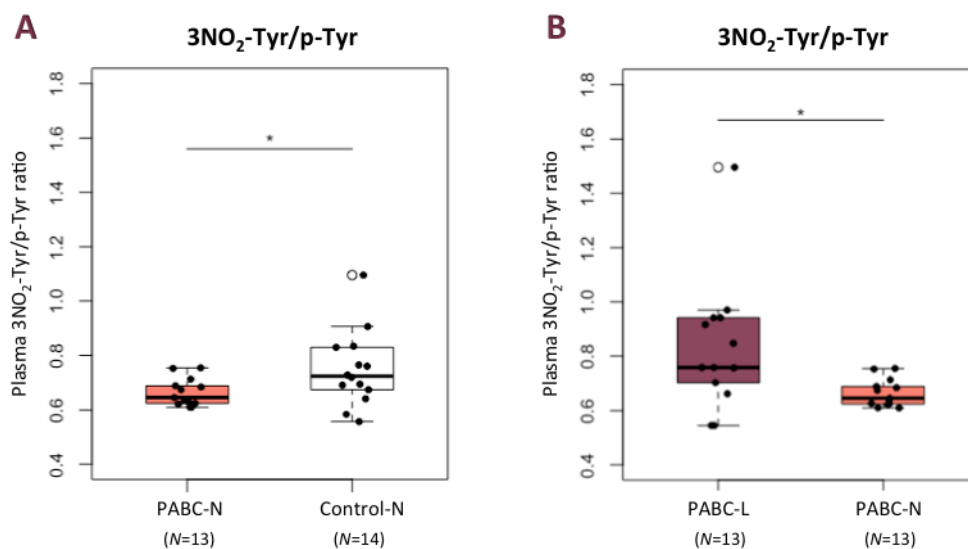 A
3NO₂-Tyr/p-Tyr
Plasma 3NO₂-Tyr/p-Tyr ratio
1.8
1.6
1.4
1.2
1.0
0.8
0.6
0.4
*
PABC-N
Control-N
(N=13)
(N=14)
B
3NO₂-Tyr/p-Tyr
Plasma 3NO₂-Tyr/p-Tyr ratio
1.8
1.6
1.4
1.2
1.0
0.8
0.6
0.4
*
PABC-L
PABC-N
(N=13)
(N=13)